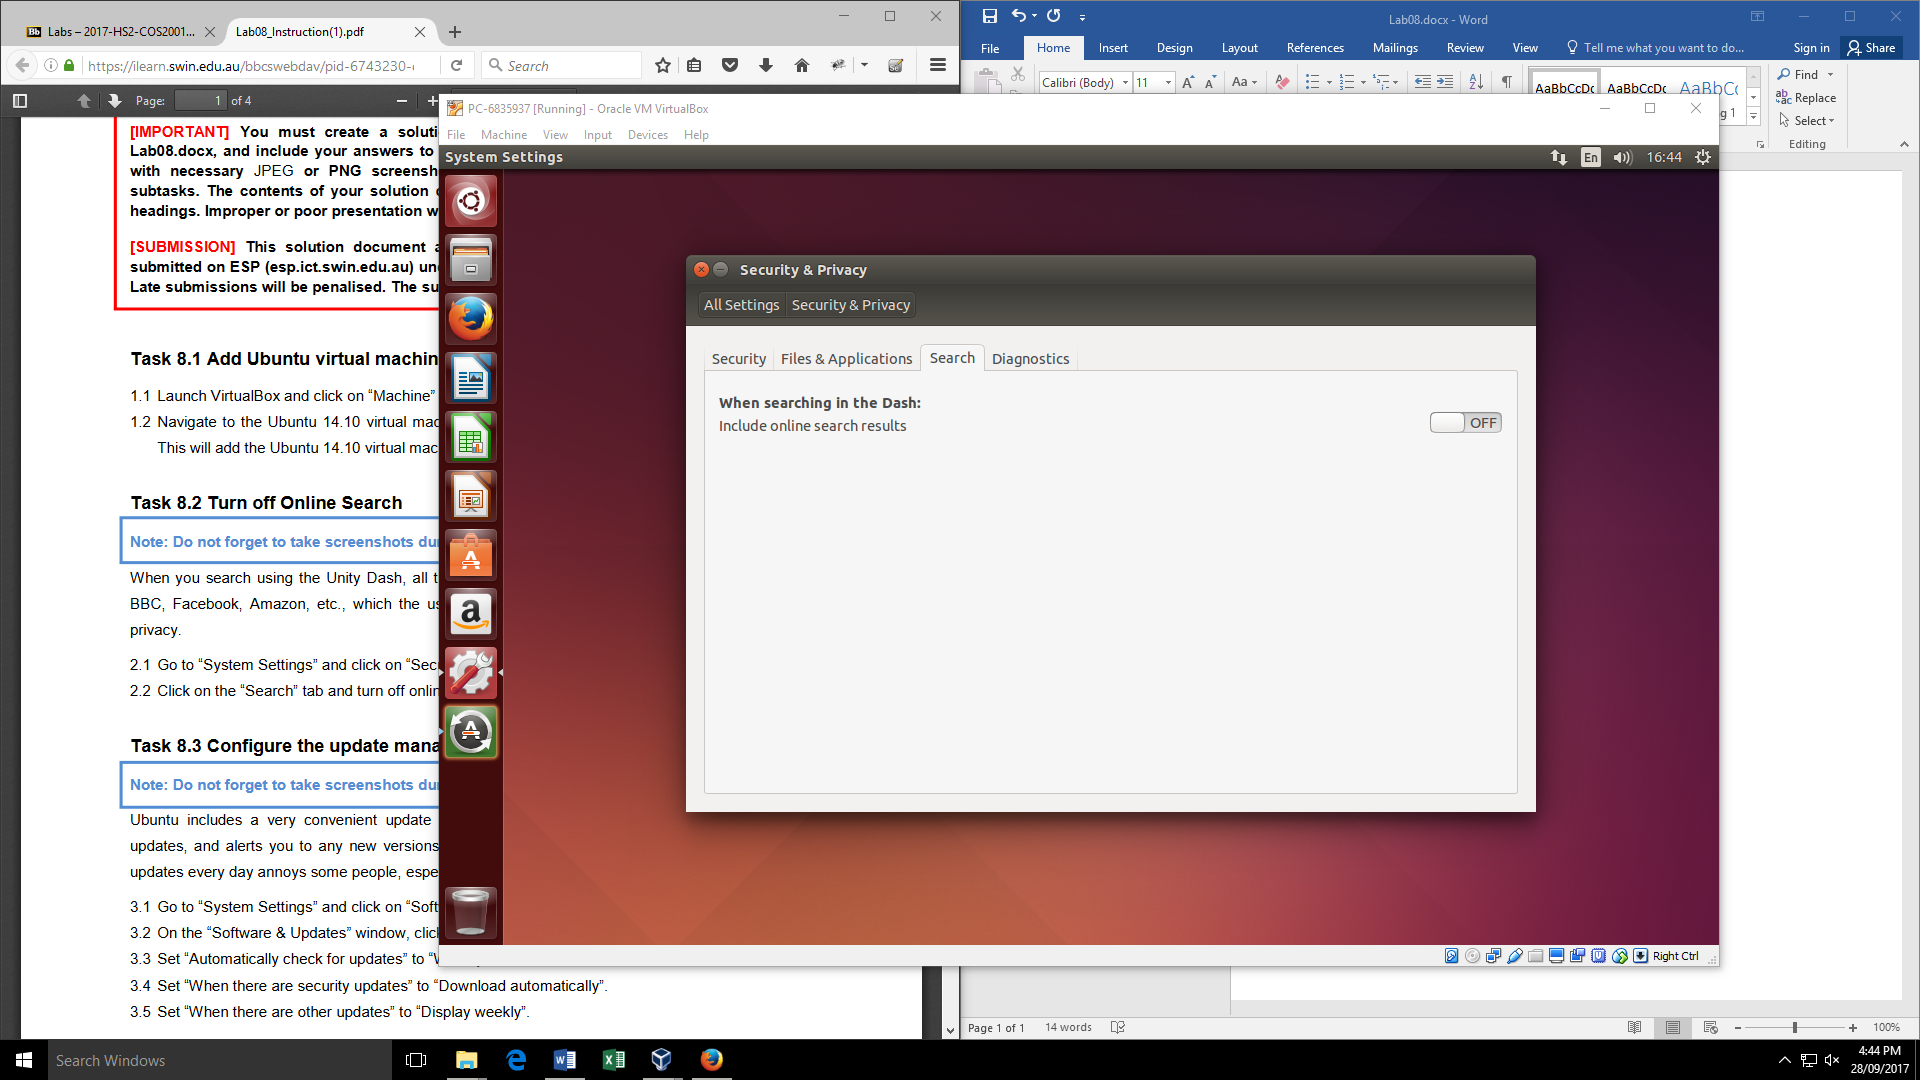 Labs – 2017-HS2-COS2001...
Lab08_Instruction(1).pdf
https://ilearn.swin.edu.au/bbcswebdav/pid-6743230-
Search
Page: 1 of 4
[IMPORTANT] You must create a soluti
Lab08.docx, and include your answers to
with necessary JPEG or PNG screensh
subtasks. The contents of your solution
headings. Improper or poor presentation w
[SUBMISSION] This solution document a
submitted on ESP (esp.ict.swin.edu.au) un
Late submissions will be penalised. The su
Task 8.1 Add Ubuntu virtual machin
1.1 Launch VirtualBox and click on “Machine”
1.2 Navigate to the Ubuntu 14.10 virtual mac
This will add the Ubuntu 14.10 virtual mac
Task 8.2 Turn off Online Search
Note: Do not forget to take screenshots du
When you search using the Unity Dash, all t
BBC, Facebook, Amazon, etc., which the us
privacy.
2.1 Go to “System Settings” and click on “Sec
2.2 Click on the “Search” tab and turn off onlin
Task 8.3 Configure the update mana
Note: Do not forget to take screenshots du
Ubuntu includes a very convenient update
updates, and alerts you to any new versions
updates every day annoys some people, espe
3.1 Go to “System Settings” and click on “Soft
3.2 On the “Software & Updates” window, click
3.3 Set “Automatically check for updates” to “W
3.4 Set “When there are security updates” to “Download automatically”.
3.5 Set “When there are other updates” to “Display weekly”.
Lab08.docx - Word
File Home Insert Design Layout References Mailings Review View Tell me what you want to do... Sign in Share
Calibri (Body) 11 Aa
AaBbCcDc AaBbCcDc AaBbC
Find
Replace
Select
Editing
PC-6835937 [Running] - Oracle VM VirtualBox
File Machine View Input Devices Help
System Settings
En 16:44
Security & Privacy
All Settings Security & Privacy
Security Files & Applications Search Diagnostics
When searching in the Dash:
Include online search results
OFF
Right Ctrl
Page 1 of 1 14 words
100%
Search Windows
4:44 PM
28/09/2017